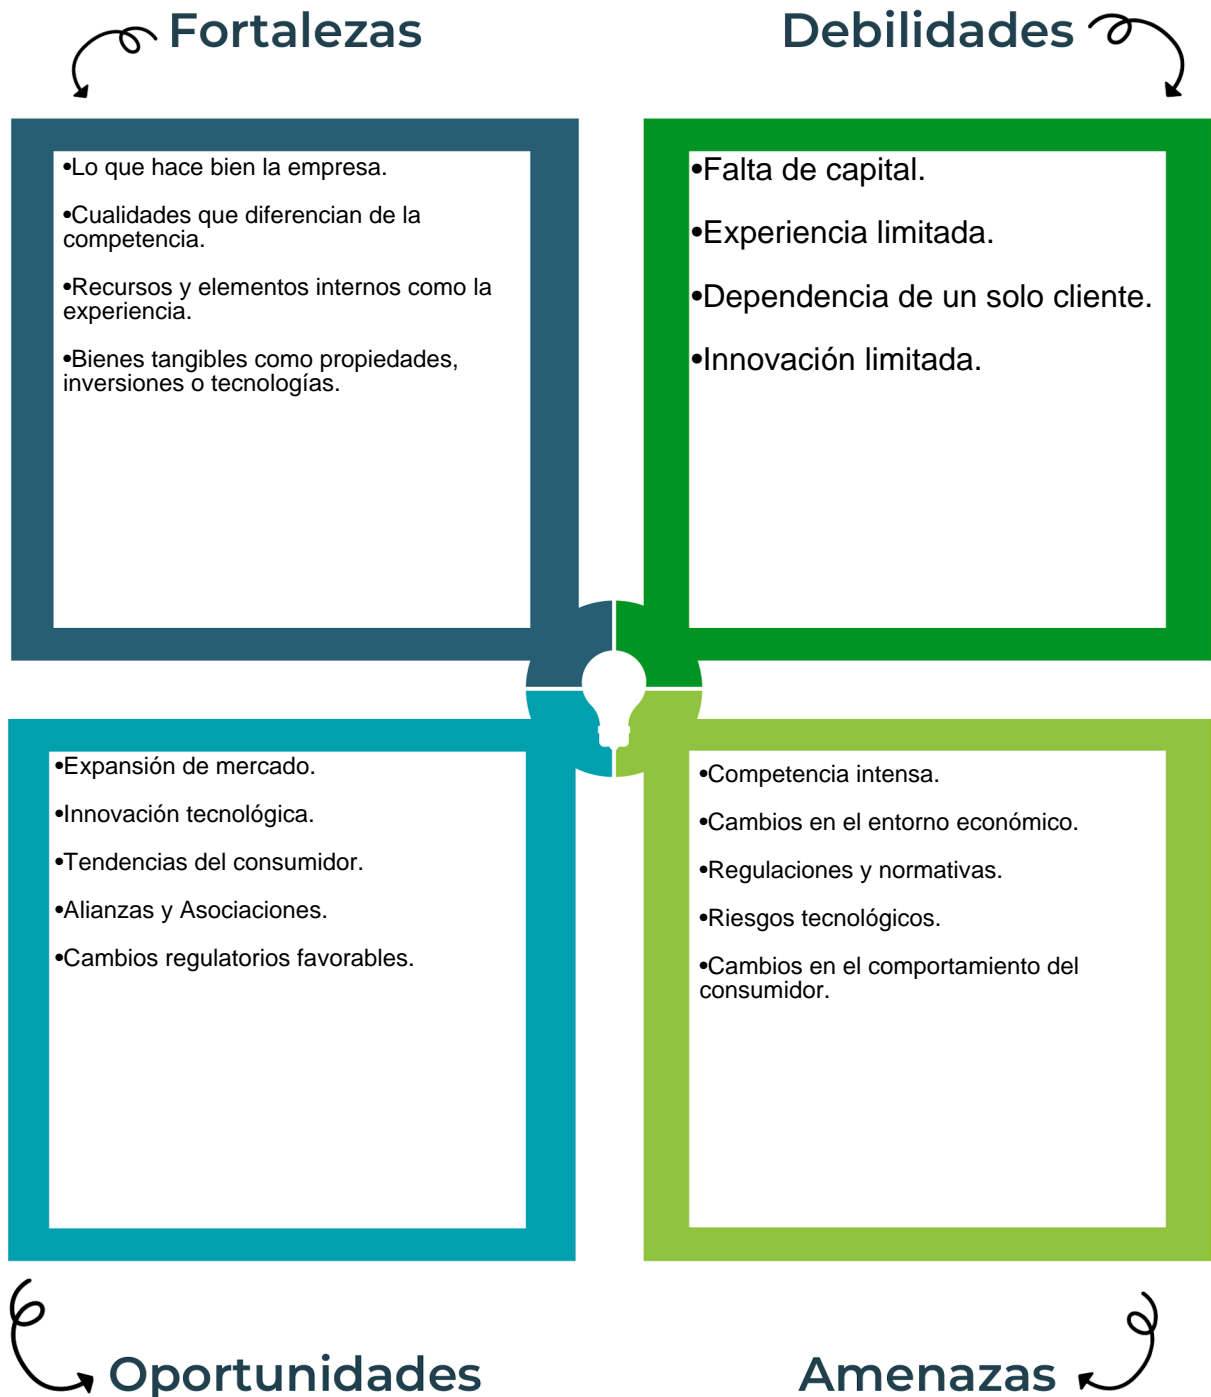 Fortalezas
•Lo que hace bien la empresa.
•Cualidades que diferencian de la
competencia.
•Recursos y elementos internos como la
experiencia.
•Bienes tangibles como propiedades,
inversiones o tecnologías.
Debilidades
•Falta de capital.
•Experiencia limitada.
•Dependencia de un solo cliente.
•Innovación limitada.
•Expansión de mercado.
•Innovación tecnológica.
•Tendencias del consumidor.
•Alianzas y Asociaciones.
•Cambios regulatorios favorables.
Oportunidades
•Competencia intensa.
•Cambios en el entorno económico.
•Regulaciones y normativas.
•Riesgos tecnológicos.
•Cambios en el comportamiento del
consumidor.
Amenazas